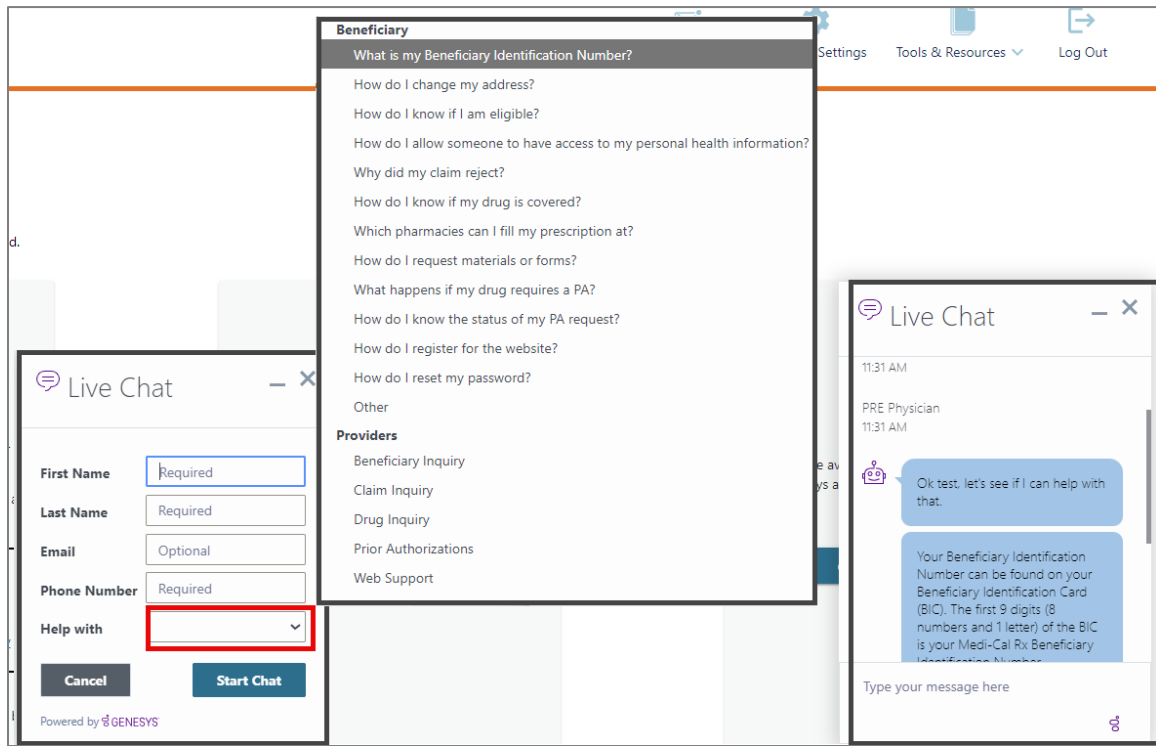 Settings
Tools & Resources
Log Out
Beneficiary
What is my Beneficiary Identification Number?
How do I change my address?
How do I know if I am eligible?
How do I allow someone to have access to my personal health information?
Why did my claim reject?
How do I know if my drug is covered?
Which pharmacies can I fill my prescription at?
How do I request materials or forms?
What happens if my drug requires a PA?
How do I know the status of my PA request?
How do I register for the website?
How do I reset my password?
Other
Providers
Beneficiary Inquiry
Claim Inquiry
Drug Inquiry
Prior Authorizations
Web Support
d.
Live Chat
First Name
Required
Last Name
Required
Email
Optional
Phone Number
Required
Help with
Cancel
Start Chat
Powered by GENESYS
Live Chat
11:31 AM
PRE Physician
11:31 AM
Ok test, let's see if I can help with
that.
Your Beneficiary Identification
Number can be found on your
Beneficiary Identification Card
(BIC). The first 9 digits (8
numbers and 1 letter) of the BIC
is your Medi-Cal Rx Beneficiary
Identification Number
Type your message here